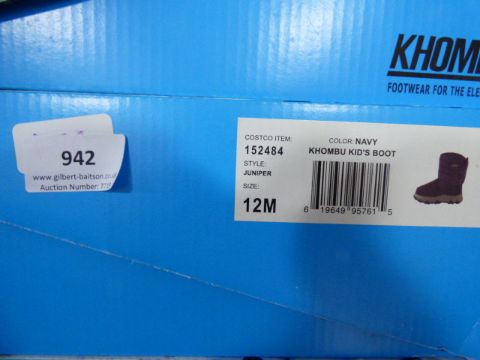 KHOMB
FOOTWEAR FOR THE ELE
942
www.gilbert-baitson.co
Auction Number:
COSTCO ITEM:
152484
STYLE:
JUNIPER
SIZE:
12M
COLOR: NAVY
KHOMBU KID'S BOOT
6 19649 95761 5